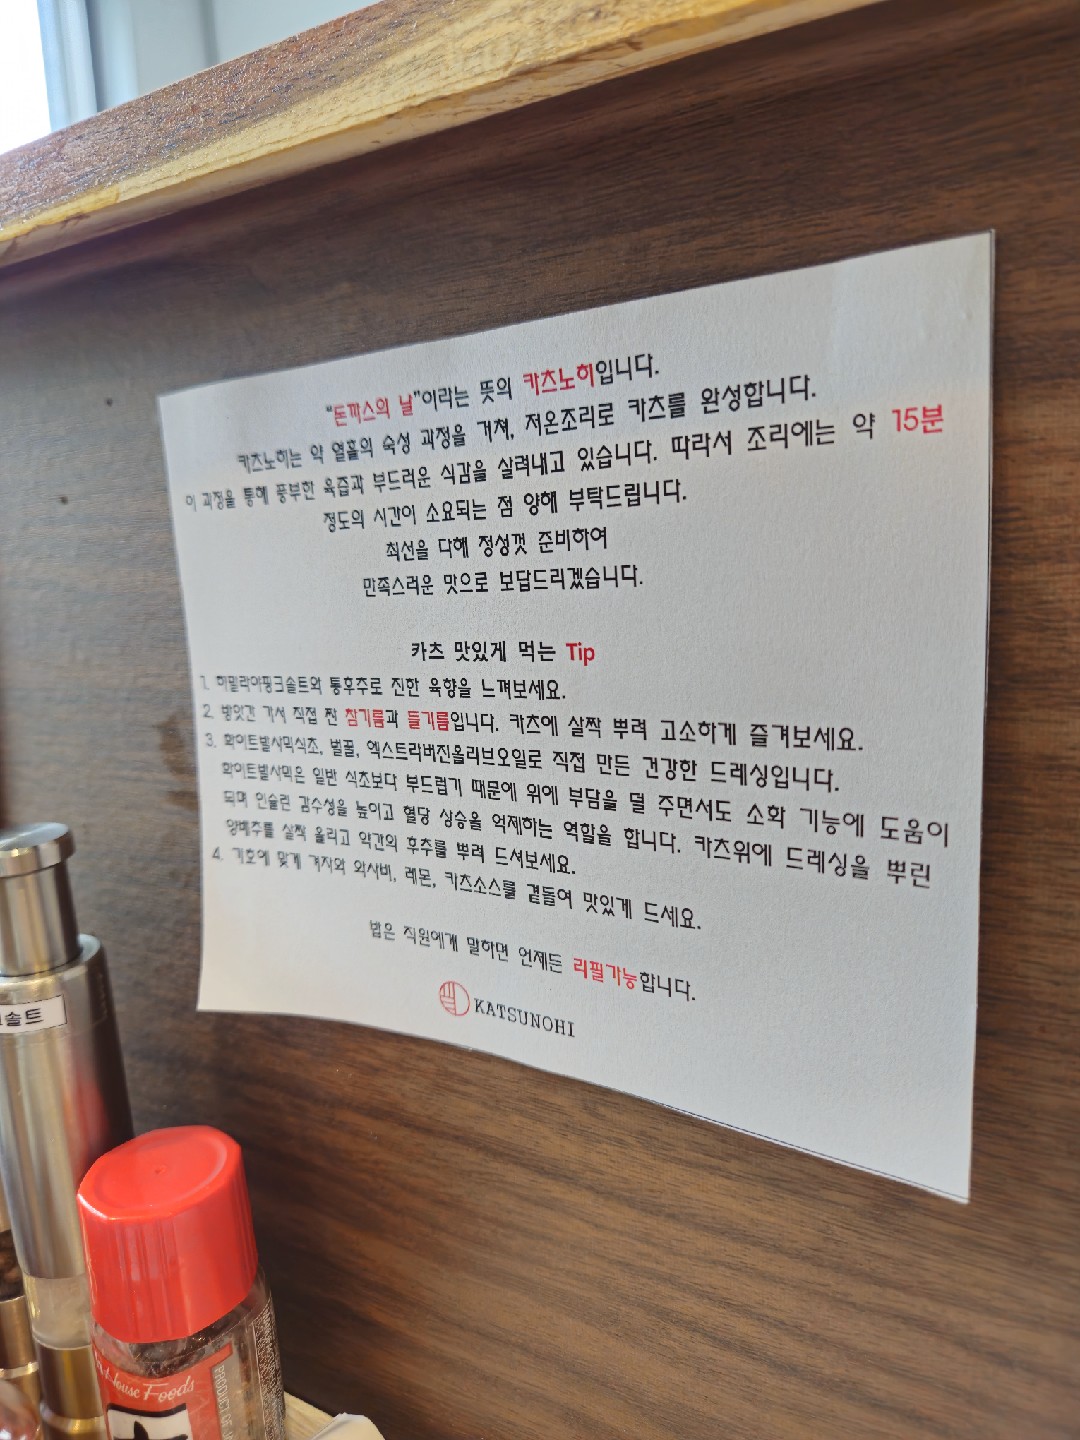 "돈까스의 날"이라는 뜻의 카츠노히입니다.
카츠노히는 약 열흘의 숙성 과정을 거쳐, 저온조리로 카츠를 완성합니다.
이 과정을 통해 풍부한 육즙과 부드러운 식감을 살려내고 있습니다. 따라서 조리에는 약 15분
정도의 시간이 소요되는 점 양해 부탁드립니다.
최선을 다해 정성껏 준비하여
만족스러운 맛으로 보답드리겠습니다.
카츠 맛있게 먹는 Tip
1. 히말라야핑크솔트와 통후추로 진한 육향을 느껴보세요.
2. 방앗간 가서 직접 짠 참기름과 들기름입니다. 카츠에 살짝 뿌려 고소하게 즐겨보세요.
3. 화이트발사믹식초, 벌꿀, 엑스트라버진올리브오일로 직접 만든 건강한 드레싱입니다.
화이트발사믹은 일반 식초보다 부드럽기 때문에 위에 부담을 덜 주면서도 소화 기능에 도움이
되며 인슐린 감수성을 높이고 혈당 상승을 억제하는 역할을 합니다. 카츠위에 드레싱을 뿌린
양배추를 살짝 올리고 약간의 후추를 뿌려 드셔보세요.
4. 기호에 맞게 겨자와 와사비, 레몬, 카츠소스를 곁들여 맛있게 드세요.
밥은 직원에게 말하면 언제든 리필가능합니다.
KATSUNOHI
솔트
House Foods